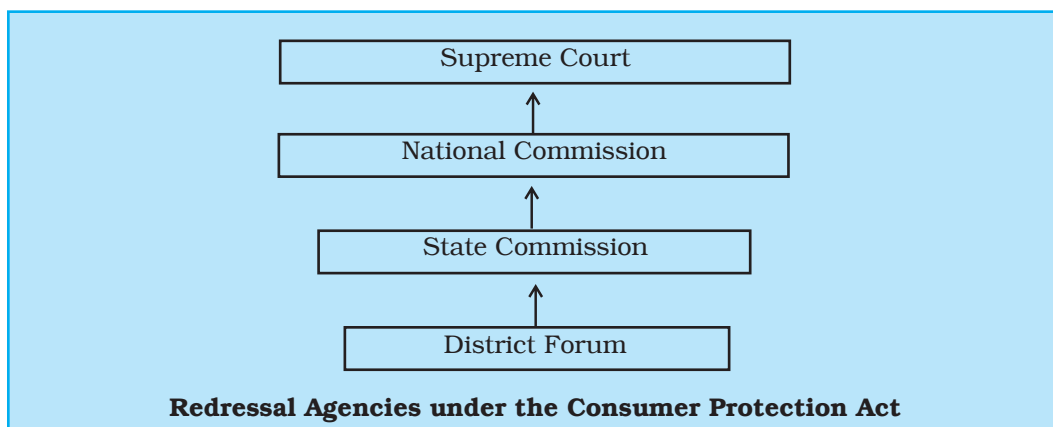 Supreme Court
National Commission
State Commission
District Forum
Redressal Agencies under the Consumer Protection Act